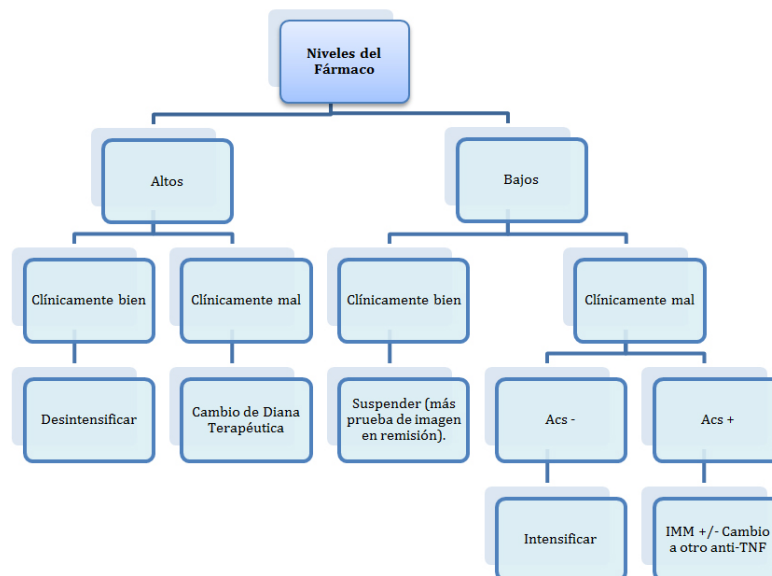 Niveles del
Fármaco
Altos
Bajos
Clínicamente bien
Clínicamente mal
Clínicamente bien
Clínicamente mal
Desintensificar
Cambio de Diana
Terapéutica
Suspender (más
prueba de imagen
en remisión).
Acs -
Acs +
Intensificar
IMM +/- Cambio
a otro anti-TNF